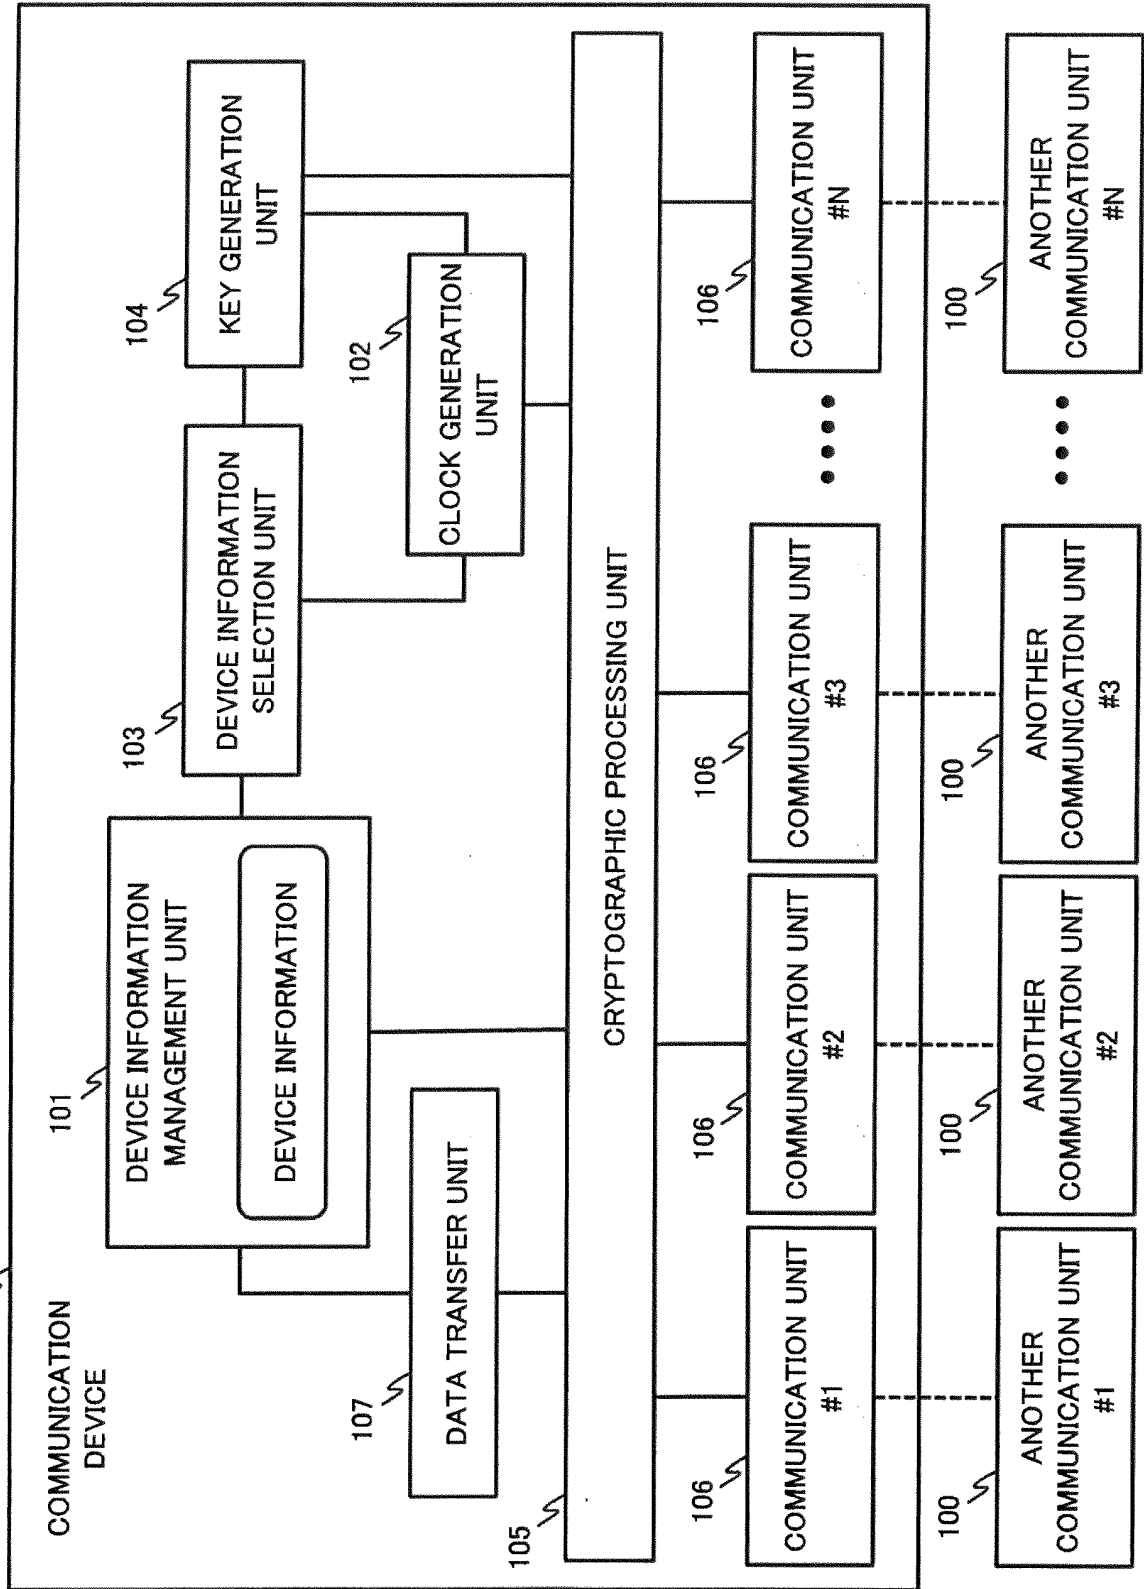 COMMUNICATION
DEVICE
101
DEVICE INFORMATION
MANAGEMENT UNIT
DEVICE INFORMATION
103
DEVICE INFORMATION
SELECTION UNIT
104
KEY GENERATION
UNIT
107
DATA TRANSFER UNIT
102
CLOCK GENERATION
UNIT
105
CRYPTOGRAPHIC PROCESSING UNIT
106
COMMUNICATION UNIT
#1
106
COMMUNICATION UNIT
#2
106
COMMUNICATION UNIT
#3
106
COMMUNICATION UNIT
#N
100
ANOTHER
COMMUNICATION UNIT
#1
100
ANOTHER
COMMUNICATION UNIT
#2
100
ANOTHER
COMMUNICATION UNIT
#3
100
ANOTHER
COMMUNICATION UNIT
#N